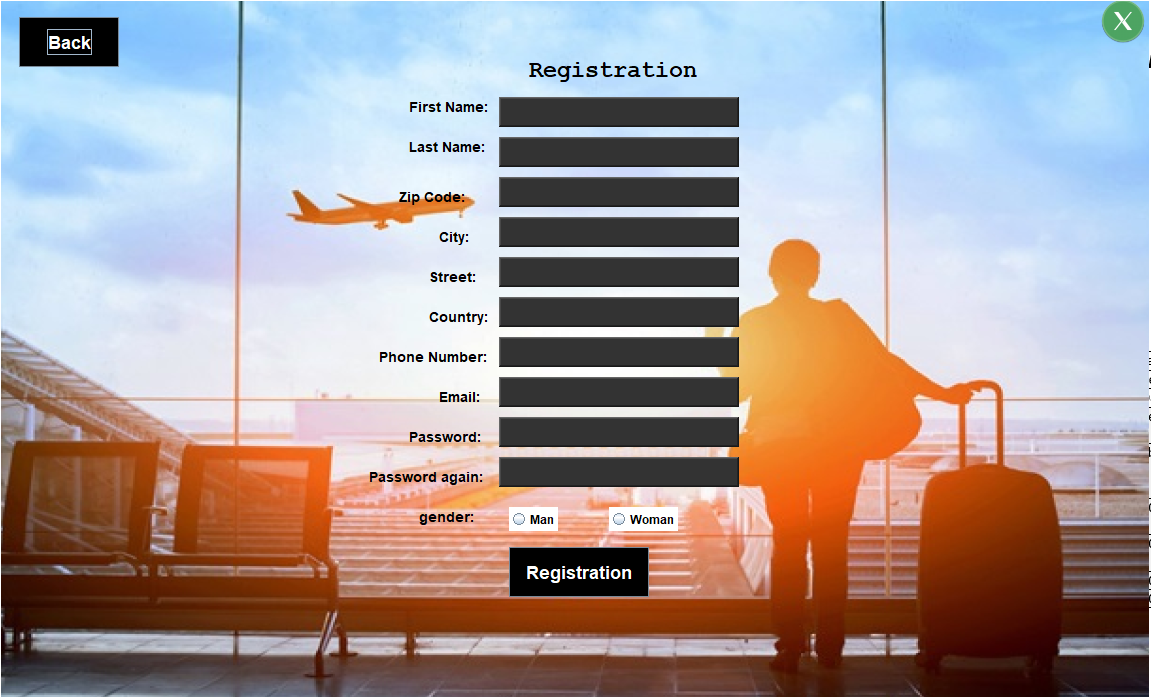 Back
X
Registration
First Name:
Last Name:
Zip Code:
City:
Street:
Country:
Phone Number:
Email:
Password:
Password again:
gender: Man Woman
Registration